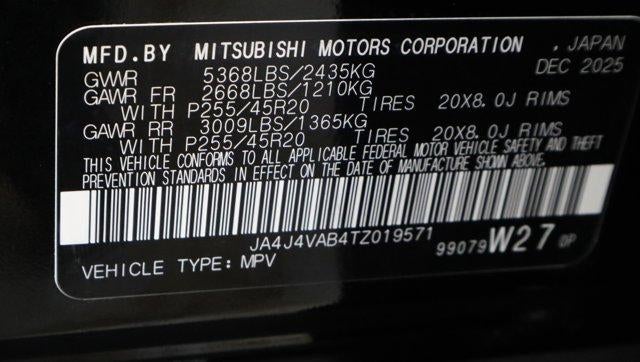 MFD.BY MITSUBISHI MOTORS CORPORATION , JAPAN
GVWR 5368LBS/2435KG DEC 2025
GAWR FR 2668LBS/1210KG
WITH P255/45R20 TIRES 20X8.0J RIMS
GAWR RR 3009LBS/1365KG
WITH P255/45R20 TIRES 20X8.0J RIMS
THIS VEHICLE CONFORMS TO ALL APPLICABLE FEDERAL MOTOR VEHICLE SAFETY AND THEFT
PREVENTION STANDARDS IN EFFECT ON THE DATE OF MANUFACTURE SHOWN ABOVE.
JA4J4VAB4TZ019571
99079 W27 OP
VEHICLE TYPE: MPV